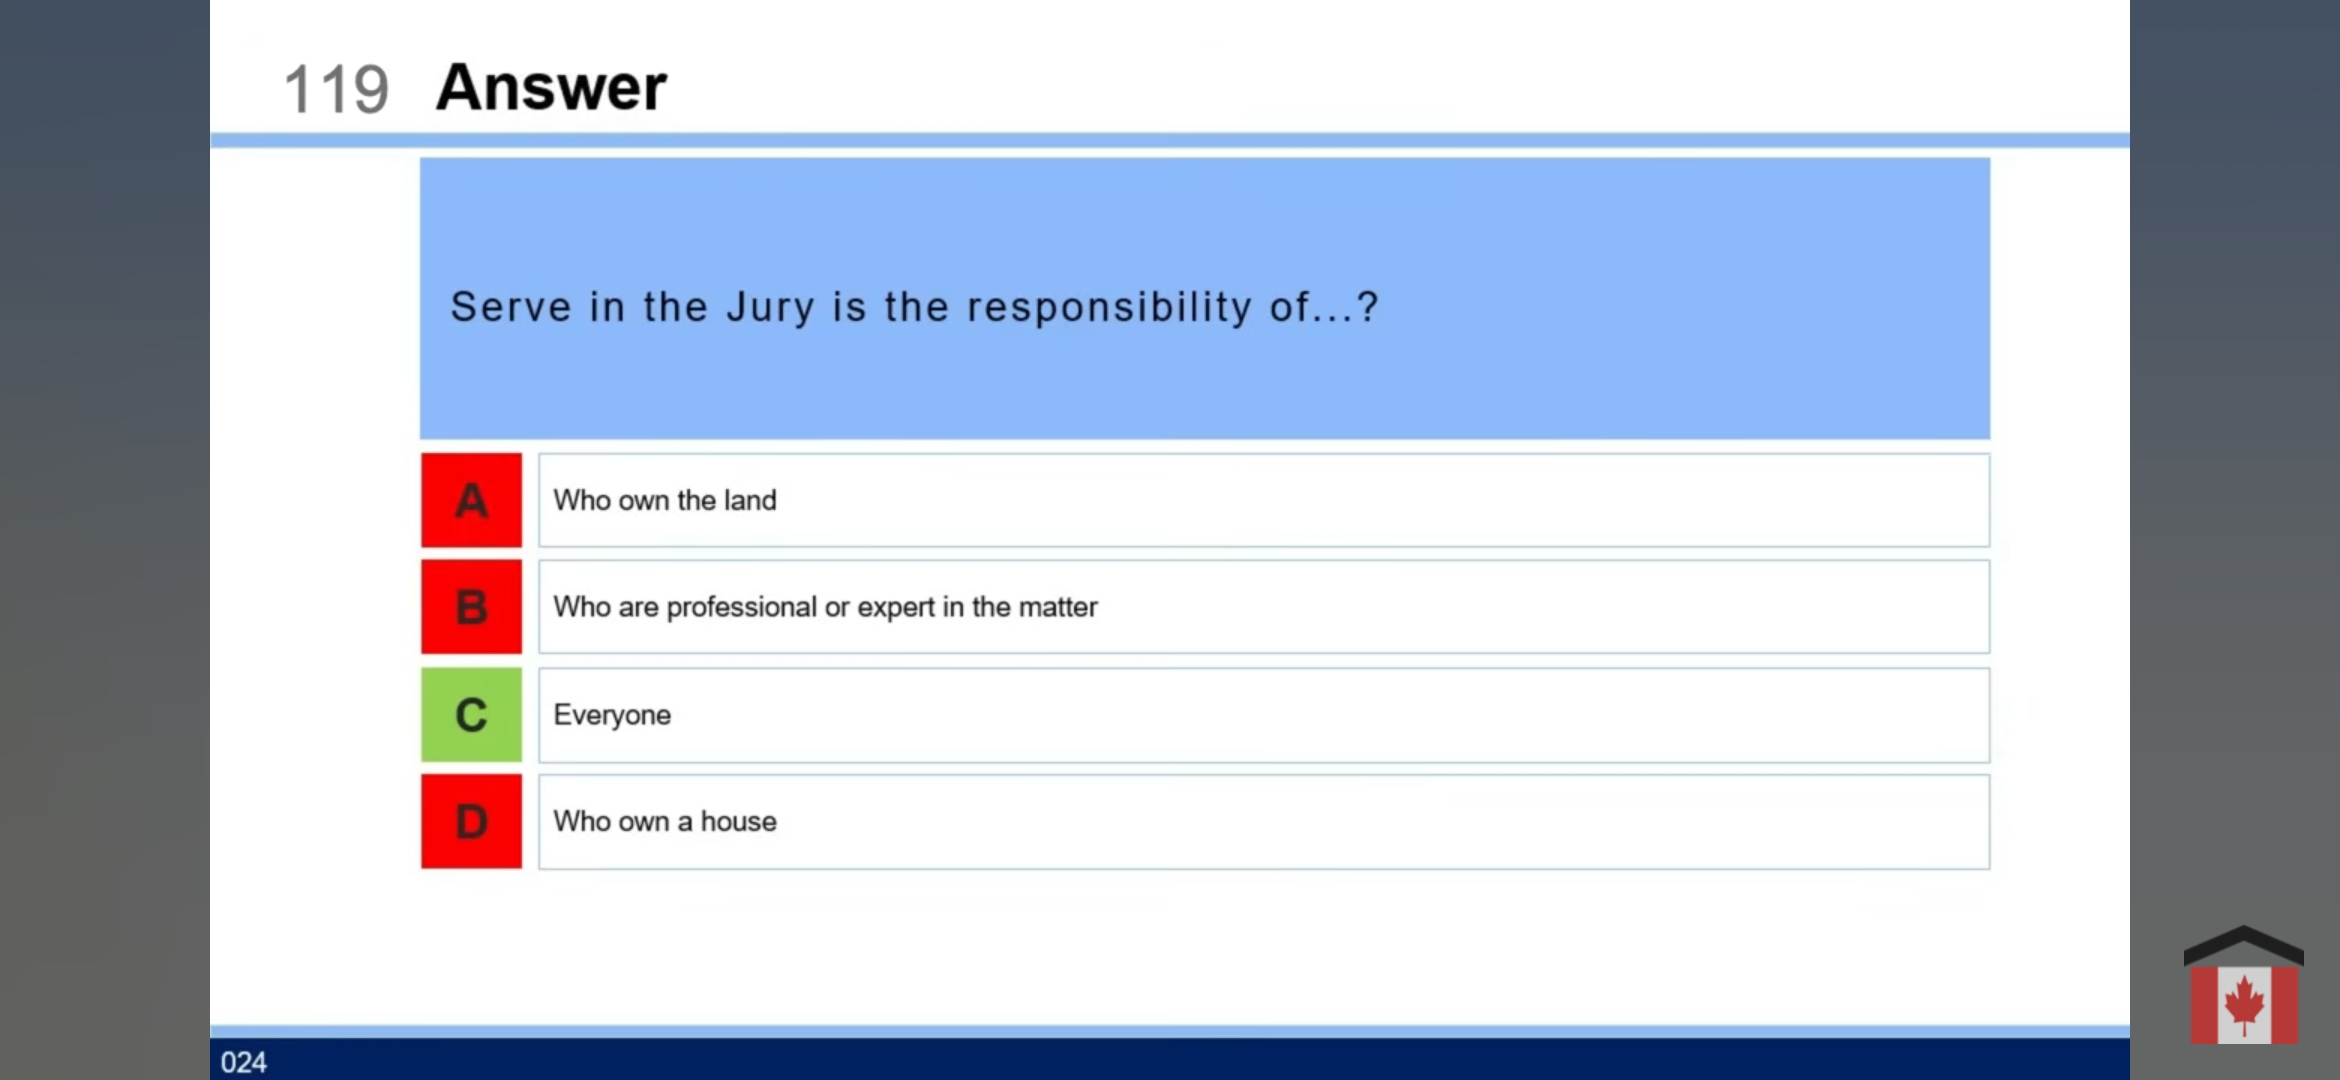 119 Answer
Serve in the Jury is the responsibility of...?
A Who own the land
B Who are professional or expert in the matter
C Everyone
D Who own a house
024